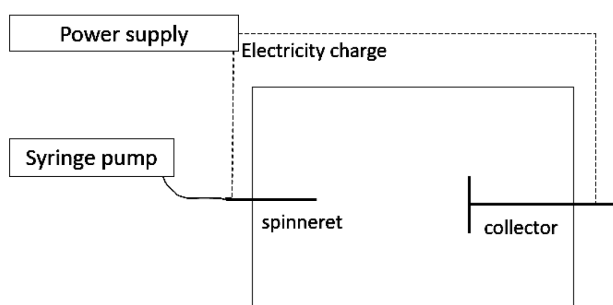 Power supply
Electricity charge
Syringe pump
spinneret
collector